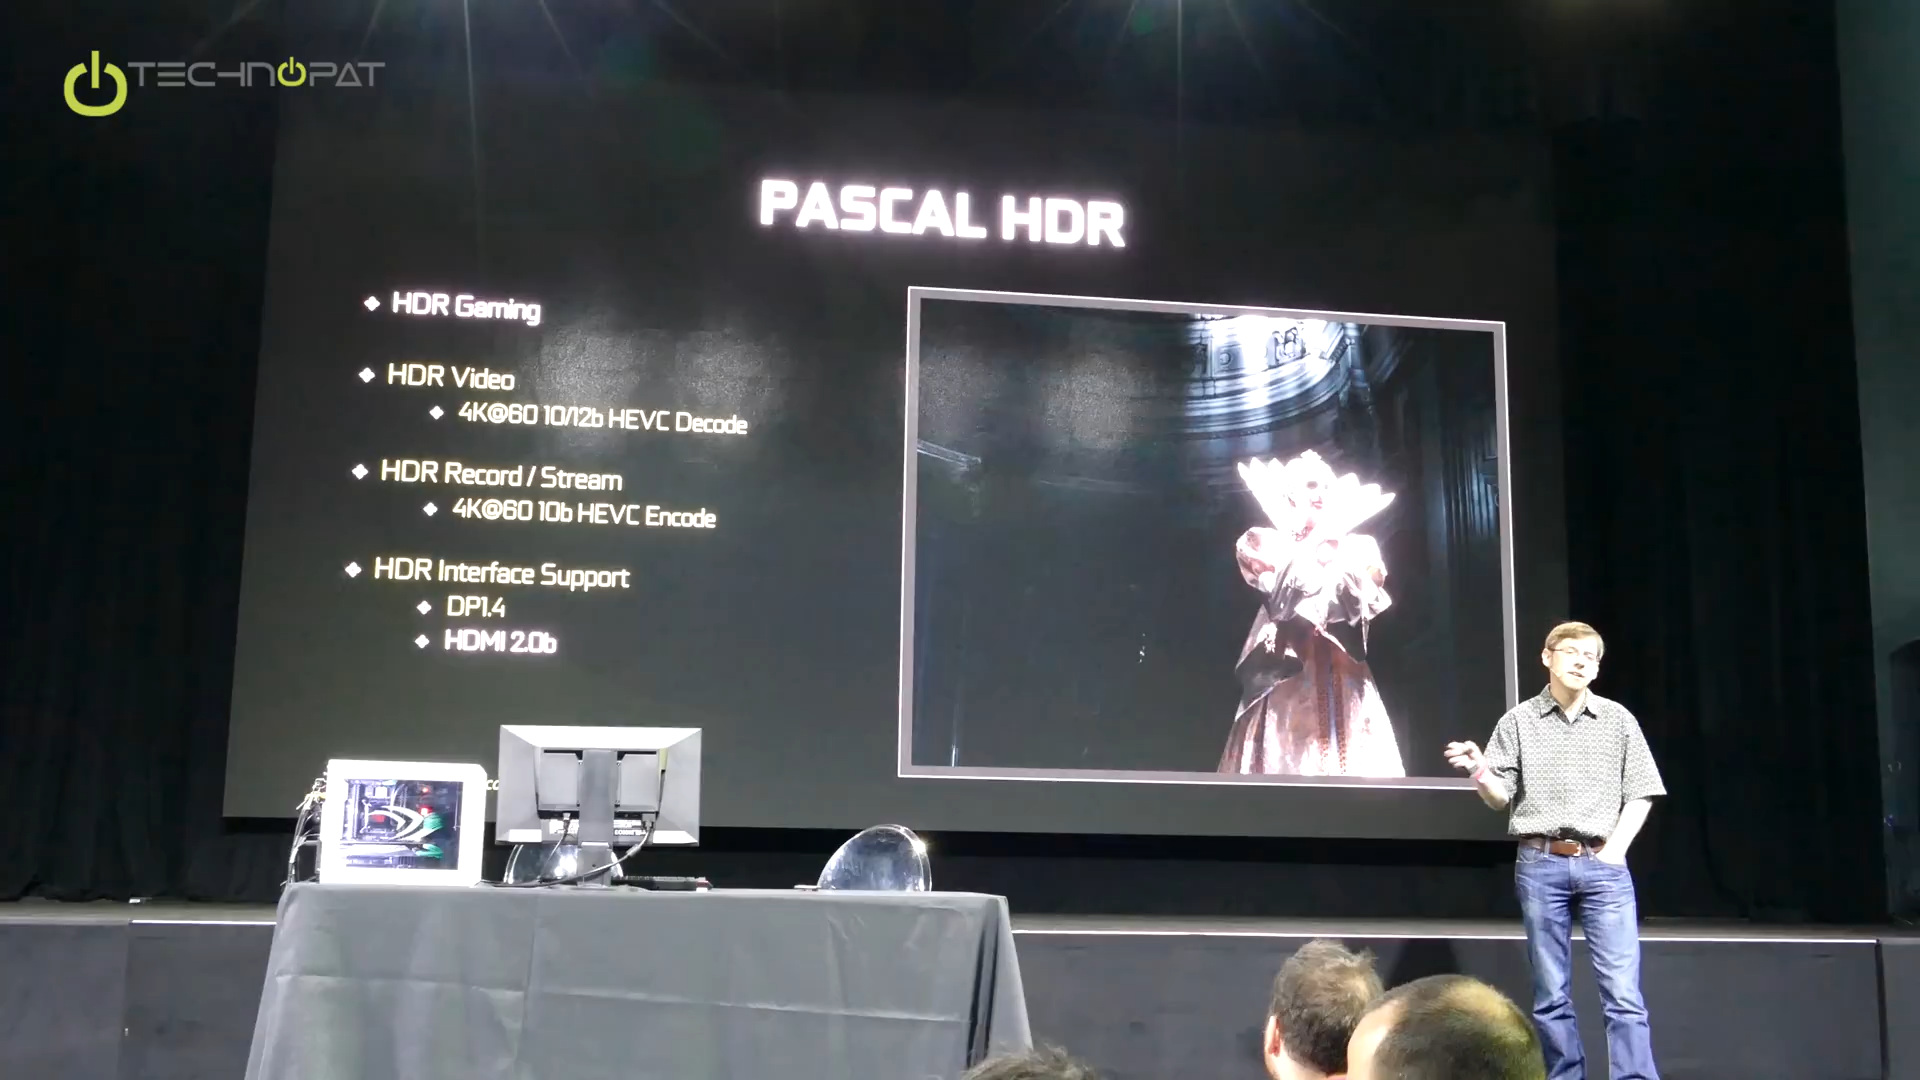 TECHNOPAT
PASCAL HDR
HDR Gaming
HDR Video
4K@60 10/12b HEVC Decode
HDR Record / Stream
4K@60 10b HEVC Encode
HDR Interface Support
DP1.4
HDMI 2.0b